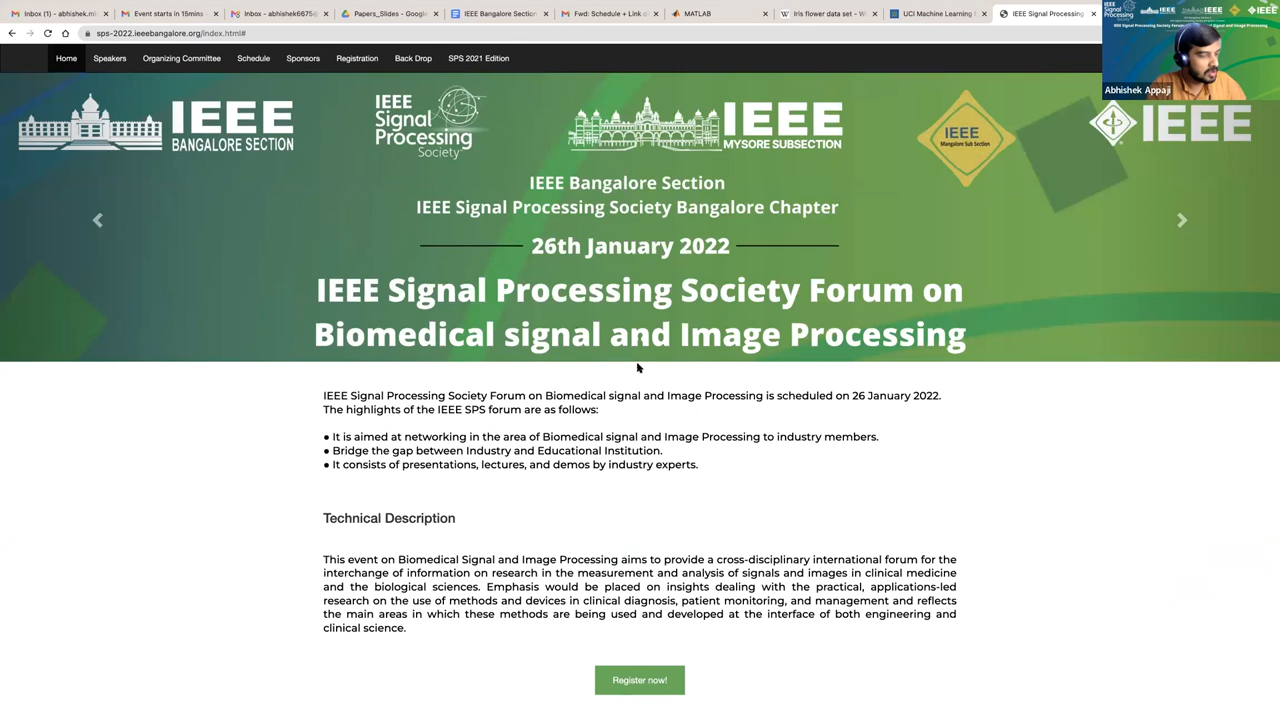 Inbox (1) - abhishek.m
Event starts in 15mins
Inbox - abhishek6675@
Papers_Slides - Google
IEEE Bangalore Section
Fwd: Schedule + Link o
MATLAB
Iris flower data set - W
UCI Machine Learning
IEEE Signal Processing
sps-2022.ieeebangalore.org/index.html#
Home Speakers Organizing Committee Schedule Sponsors Registration Back Drop SPS 2021 Edition
Abhishek Appaji
IEEE BANGALORE SECTION
IEEE Signal Processing Society
IEEE MYSORE SUBSECTION
IEEE Mangalore Sub Section
IEEE
IEEE Bangalore Section
IEEE Signal Processing Society Bangalore Chapter
26th January 2022
IEEE Signal Processing Society Forum on
Biomedical signal and Image Processing
IEEE Signal Processing Society Forum on Biomedical signal and Image Processing is scheduled on 26 January 2022.
The highlights of the IEEE SPS forum are as follows:
● It is aimed at networking in the area of Biomedical signal and Image Processing to industry members.
● Bridge the gap between Industry and Educational Institution.
● It consists of presentations, lectures, and demos by industry experts.
Technical Description
This event on Biomedical Signal and Image Processing aims to provide a cross-disciplinary international forum for the
interchange of information on research in the measurement and analysis of signals and images in clinical medicine
and the biological sciences. Emphasis would be placed on insights dealing with the practical, applications-led
research on the use of methods and devices in clinical diagnosis, patient monitoring, and management and reflects
the main areas in which these methods are being used and developed at the interface of both engineering and
clinical science.
Register now!